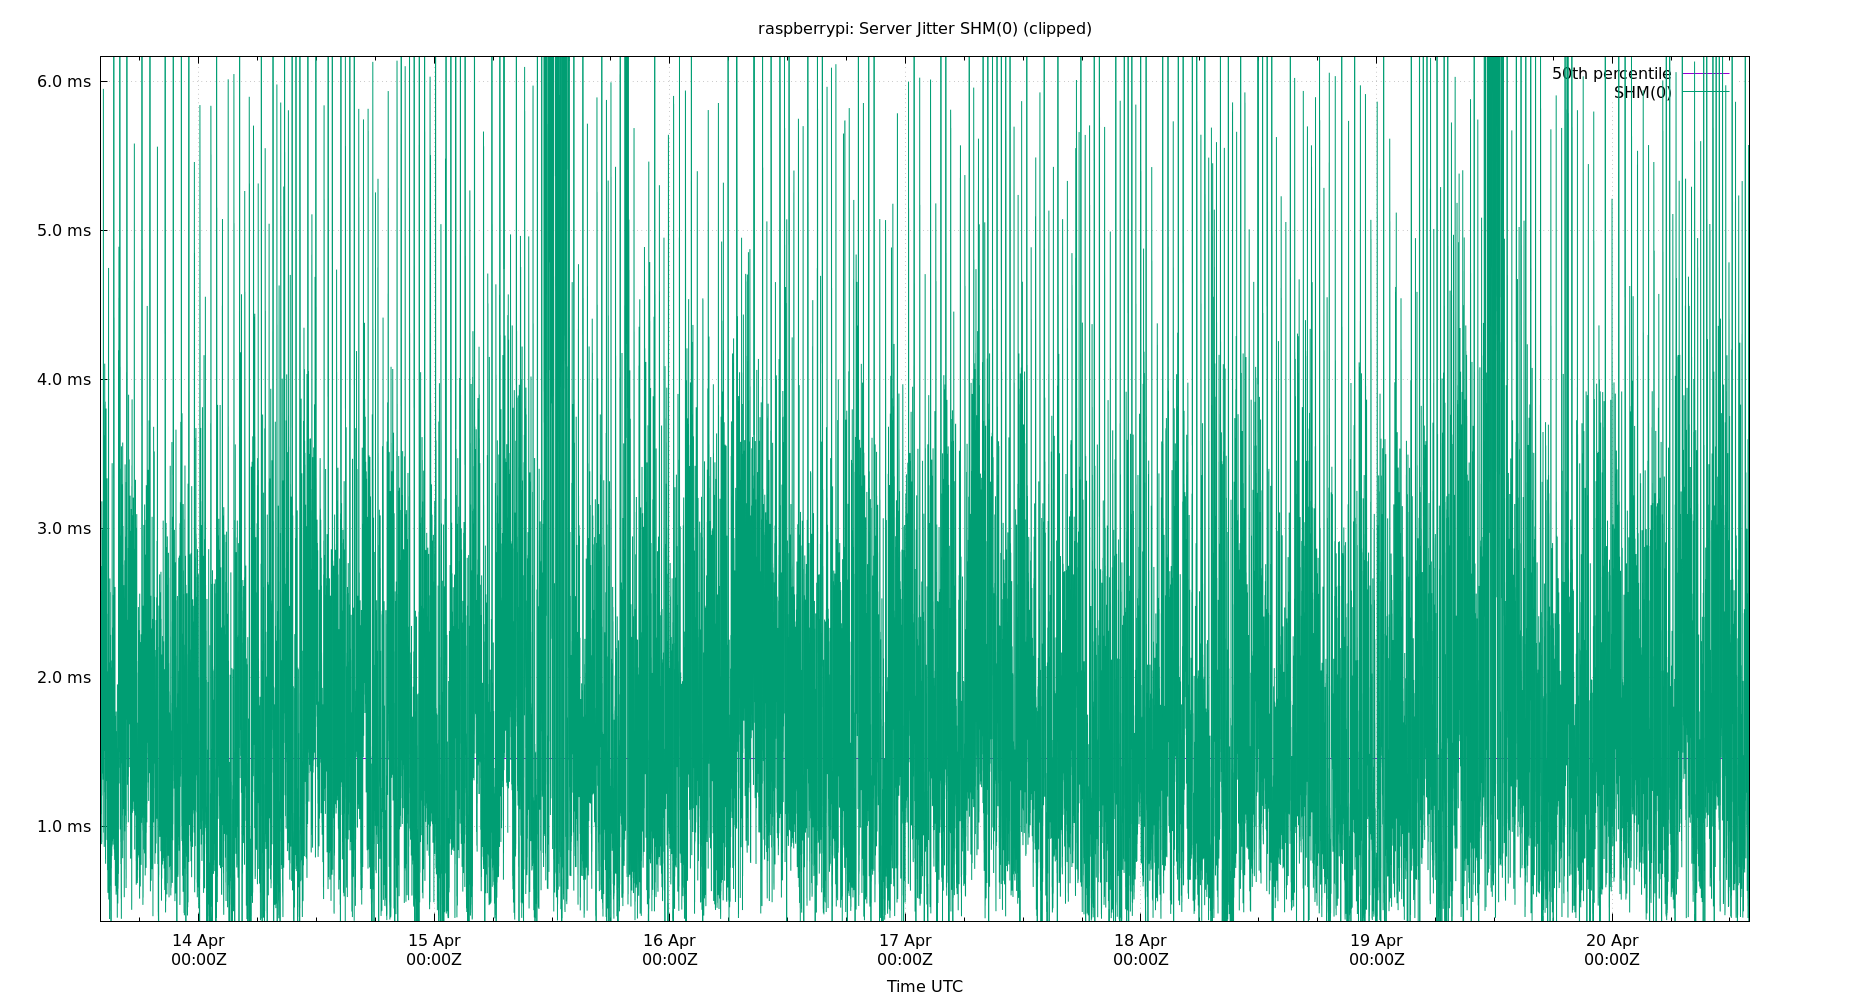 raspberrypi: Server Jitter SHM(0) (clipped)
50th percentile
SHM(0)
6.0 ms
5.0 ms
4.0 ms
3.0 ms
2.0 ms
1.0 ms
14 Apr 15 Apr 16 Apr 17 Apr 18 Apr 19 Apr 20 Apr
00:00Z 00:00Z 00:00Z 00:00Z 00:00Z 00:00Z 00:00Z
Time UTC